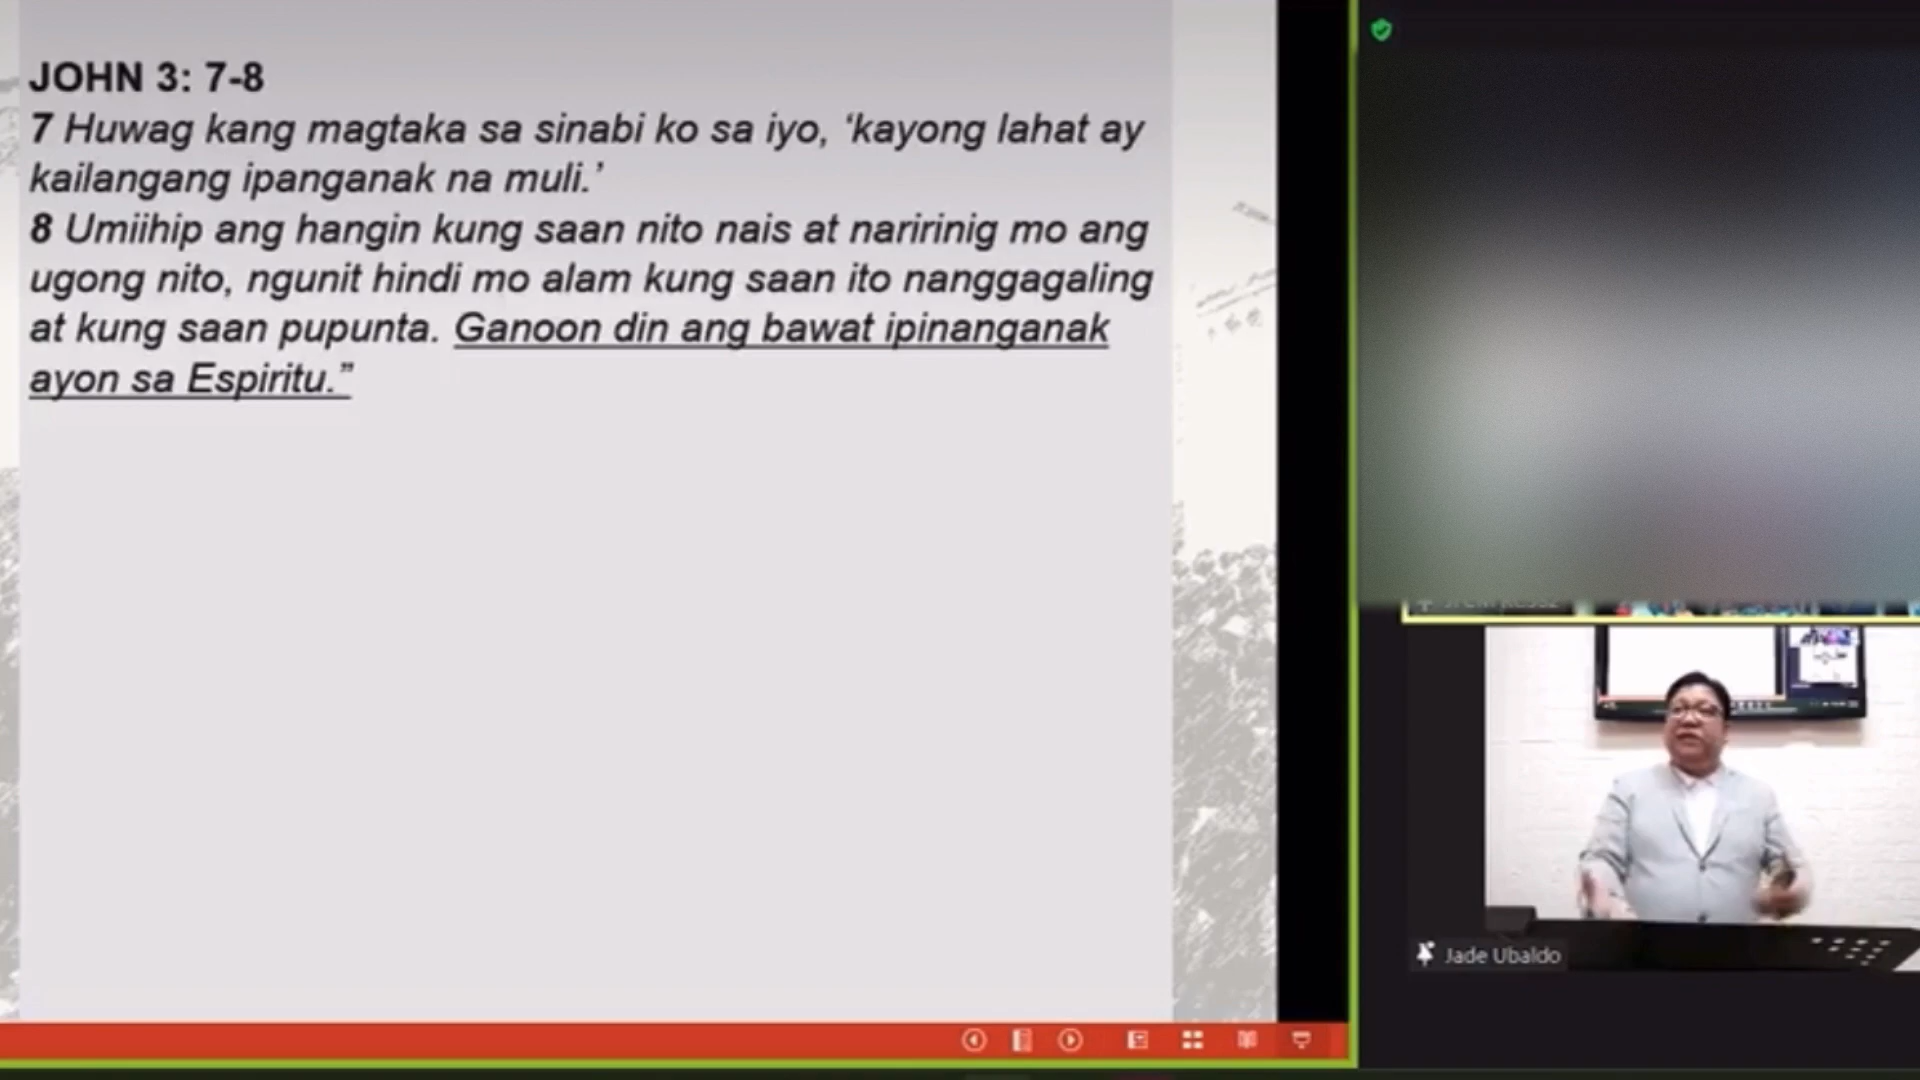 JOHN 3: 7-8
7 Huwag kang magtaka sa sinabi ko sa iyo, ‘kayong lahat ay
kailangang ipanganak na muli.’
8 Umiihip ang hangin kung saan nito nais at naririnig mo ang
ugong nito, ngunit hindi mo alam kung saan ito nanggagaling
at kung saan pupunta. Ganoon din ang bawat ipinanganak
ayon sa Espiritu.”
Jade Ubaldo